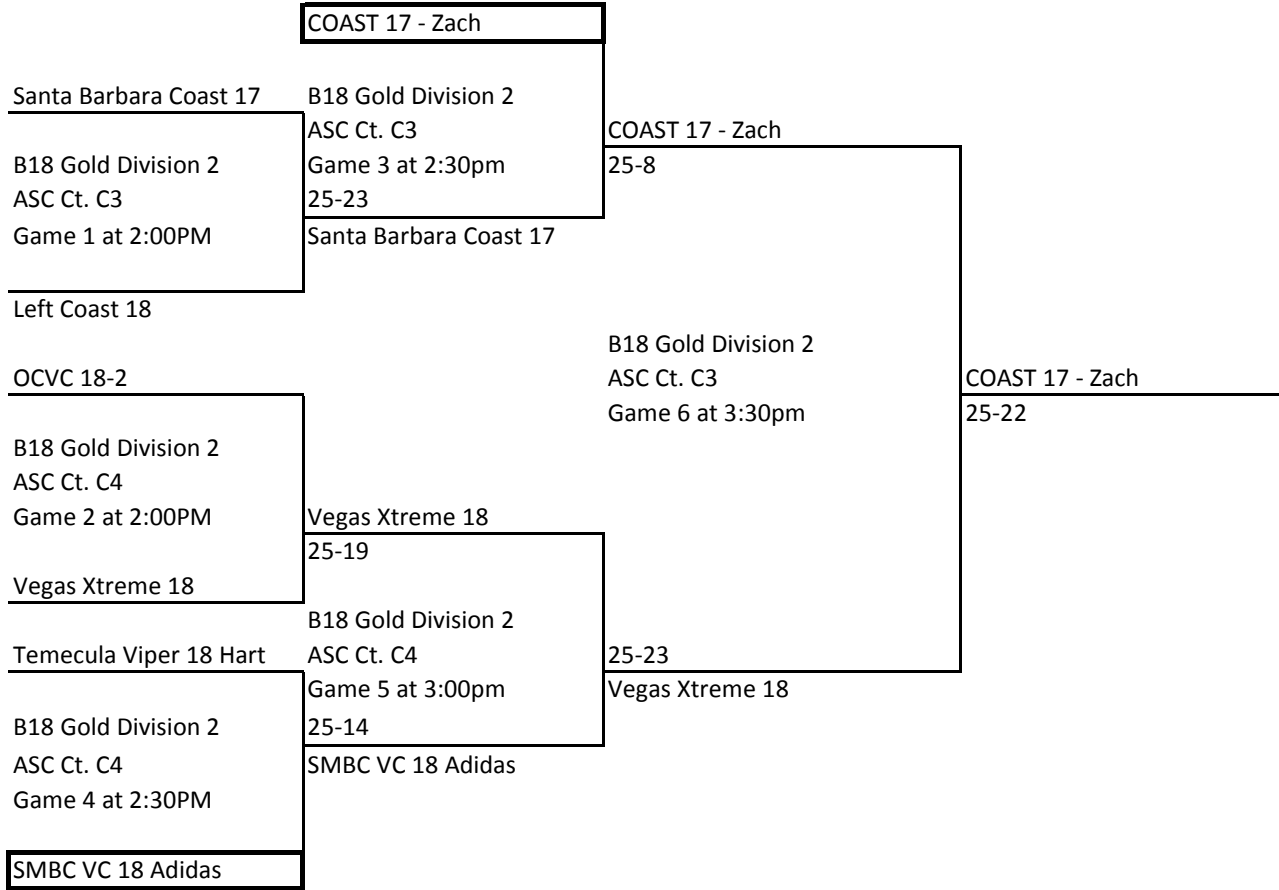 COAST 17 - Zach
Santa Barbara Coast 17
B18 Gold Division 2
ASC Ct. C3
COAST 17 - Zach
B18 Gold Division 2
Game 3 at 2:30pm
25-8
ASC Ct. C3
25-23
Game 1 at 2:00PM
Santa Barbara Coast 17
Left Coast 18
B18 Gold Division 2
OCVC 18-2
ASC Ct. C3
COAST 17 - Zach
Game 6 at 3:30pm
25-22
B18 Gold Division 2
ASC Ct. C4
Game 2 at 2:00PM
Vegas Xtreme 18
25-19
Vegas Xtreme 18
B18 Gold Division 2
Temecula Viper 18 Hart
ASC Ct. C4
25-23
Game 5 at 3:00pm
Vegas Xtreme 18
B18 Gold Division 2
25-14
ASC Ct. C4
SMBC VC 18 Adidas
Game 4 at 2:30PM
SMBC VC 18 Adidas